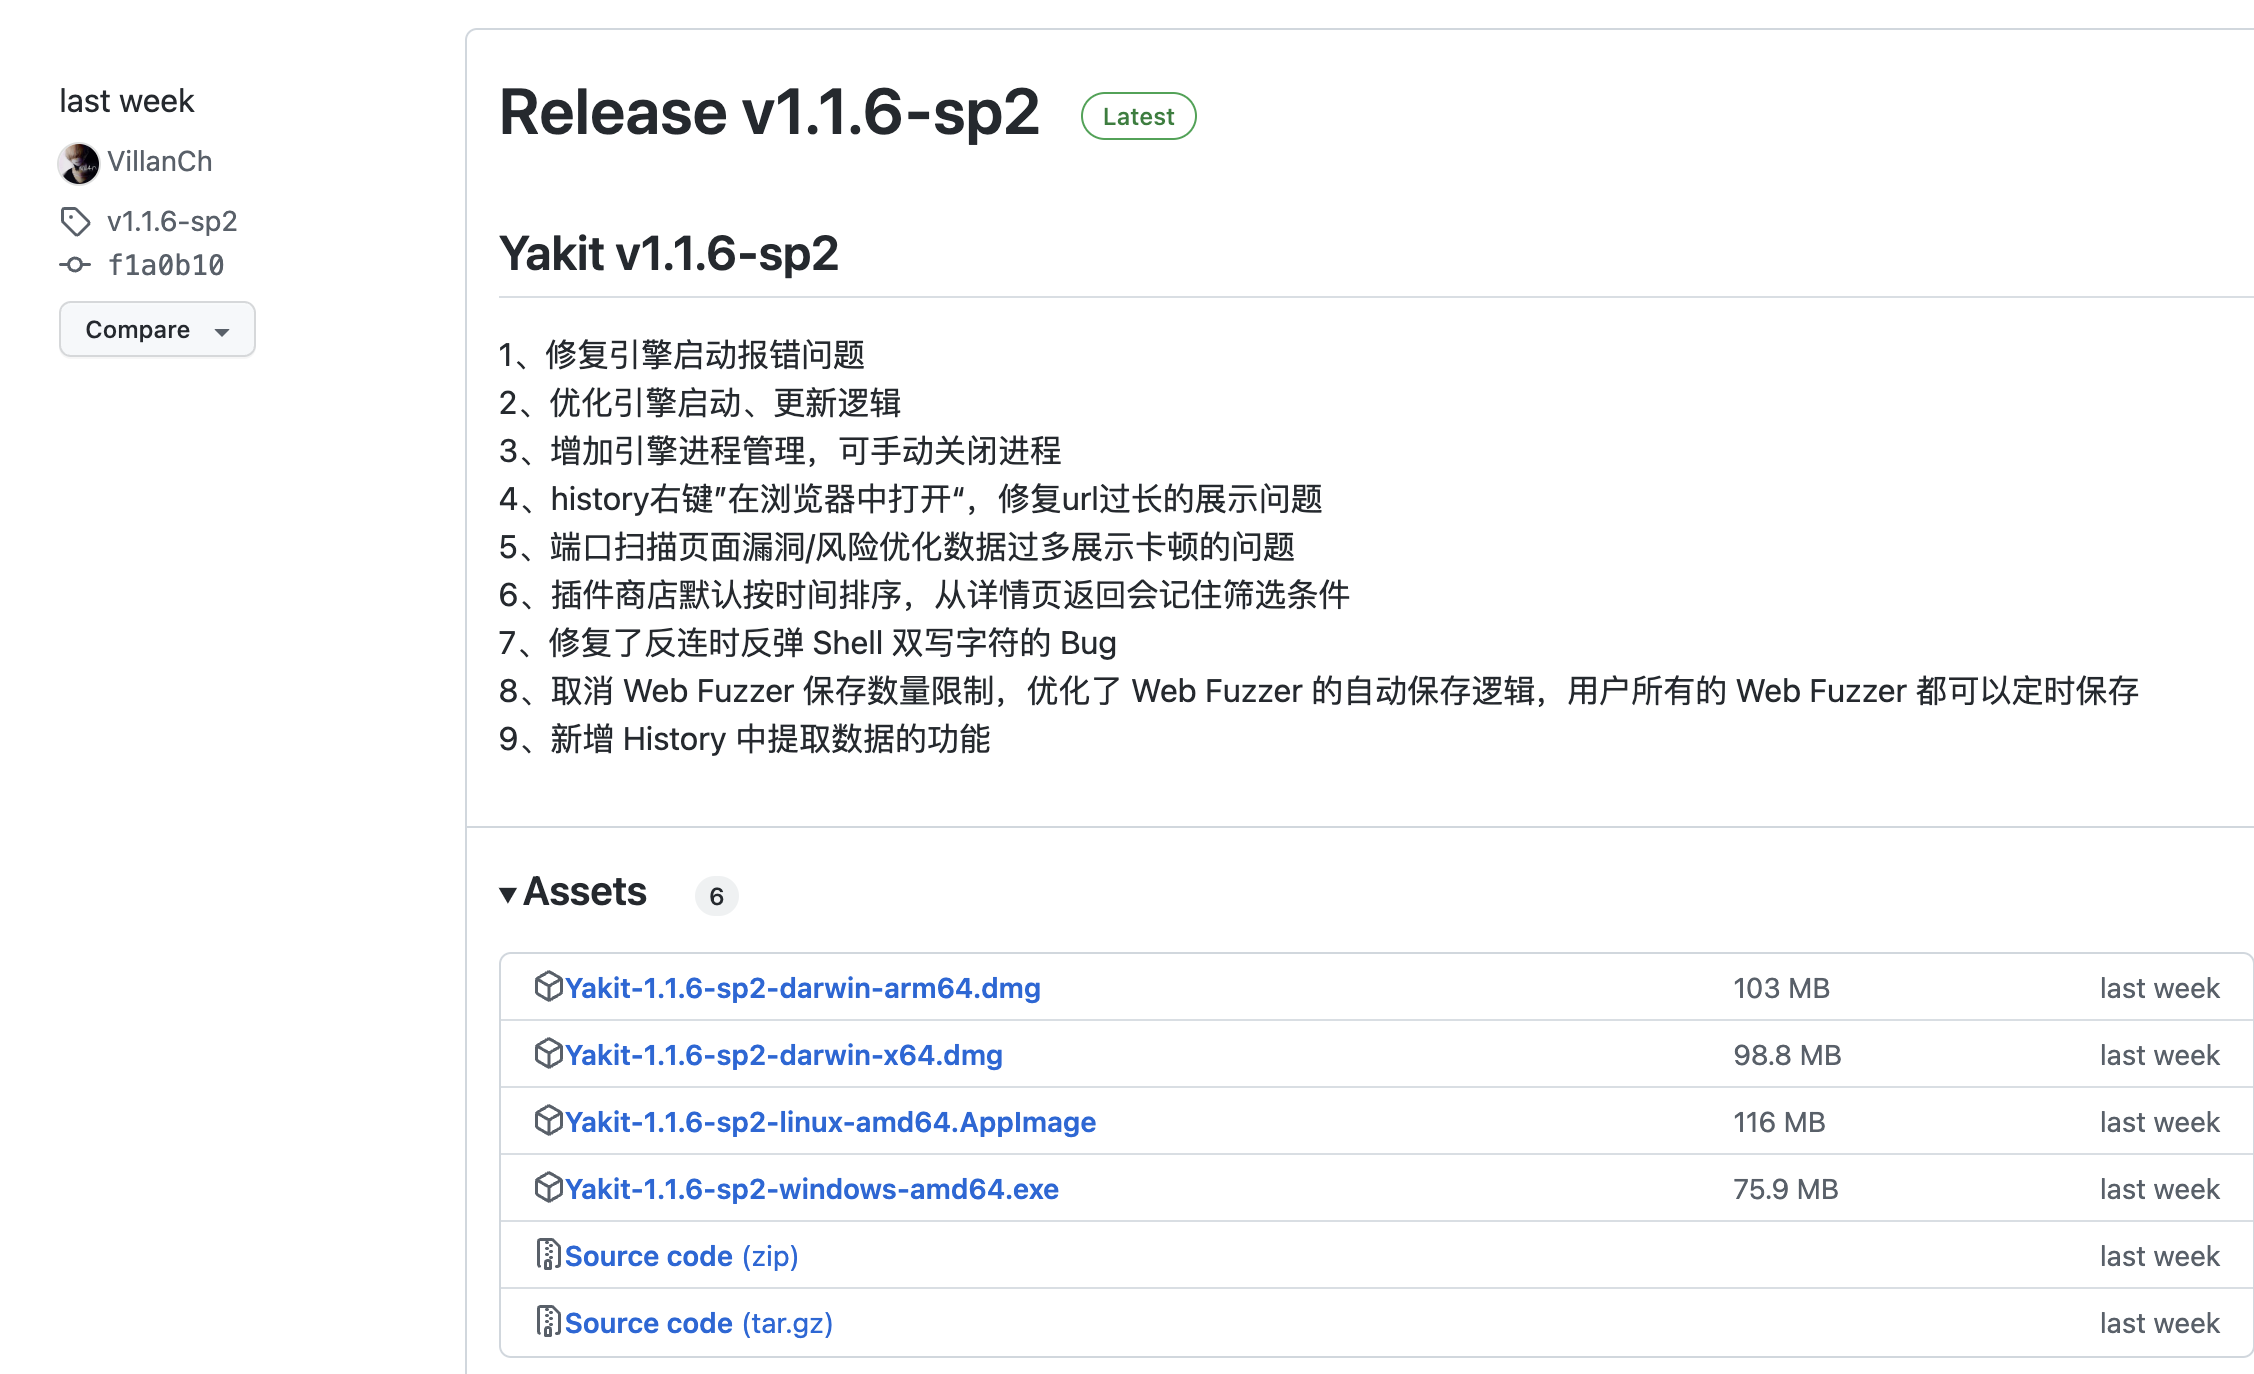 last week
VillanCh
v1.1.6-sp2
f1a0b10
Compare
Release v1.1.6-sp2 Latest
Yakit v1.1.6-sp2
1、修复引擎启动报错问题
2、优化引擎启动、更新逻辑
3、增加引擎进程管理，可手动关闭进程
4、history右键”在浏览器中打开“，修复url过长的展示问题
5、端口扫描页面漏洞/风险优化数据过多展示卡顿的问题
6、插件商店默认按时间排序，从详情页返回会记住筛选条件
7、修复了反连时反弹 Shell 双写字符的 Bug
8、取消 Web Fuzzer 保存数量限制，优化了 Web Fuzzer 的自动保存逻辑，用户所有的 Web Fuzzer 都可以定时保存
9、新增 History 中提取数据的功能
Assets 6
Yakit-1.1.6-sp2-darwin-arm64.dmg 103 MB last week
Yakit-1.1.6-sp2-darwin-x64.dmg 98.8 MB last week
Yakit-1.1.6-sp2-linux-amd64.AppImage 116 MB last week
Yakit-1.1.6-sp2-windows-amd64.exe 75.9 MB last week
Source code (zip) last week
Source code (tar.gz) last week